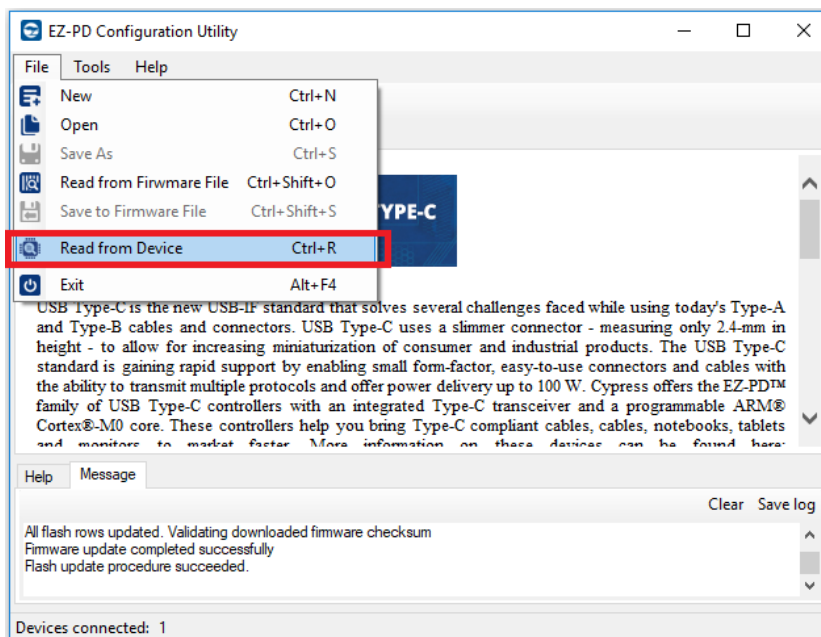 EZ-PD Configuration Utility
File Tools Help
New Ctrl+N
Open Ctrl+O
Save As Ctrl+S
Read from Firwmare File Ctrl+Shift+O
Save to Firmware File Ctrl+Shift+S
Read from Device Ctrl+R
Exit Alt+F4
TYPE-C
USB Type-C is the new USB-IF standard that solves several challenges faced while using today's Type-A
and Type-B cables and connectors. USB Type-C uses a slimmer connector - measuring only 2.4-mm in
height - to allow for increasing miniaturization of consumer and industrial products. The USB Type-C
standard is gaining rapid support by enabling small form-factor, easy-to-use connectors and cables with
the ability to transmit multiple protocols and offer power delivery up to 100 W. Cypress offers the EZ-PD™
family of USB Type-C controllers with an integrated Type-C transceiver and a programmable ARM®
Cortex®-M0 core. These controllers help you bring Type-C compliant cables, cables, notebooks, tablets
and monitors to market faster. More information on these devices can be found here:
Help Message
Clear Save log
All flash rows updated. Validating downloaded firmware checksum
Firmware update completed successfully
Flash update procedure succeeded.
Devices connected: 1